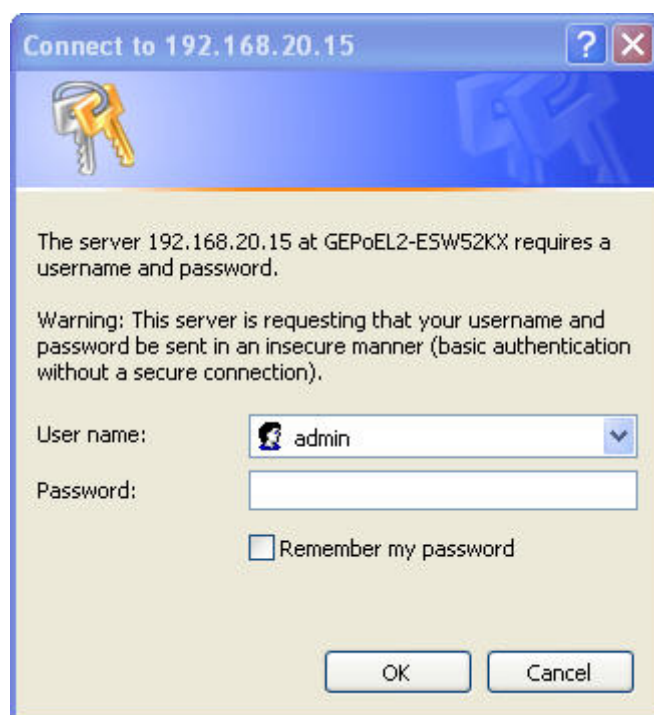 Connect to 192.168.20.15
The server 192.168.20.15 at GEPoEL2-ESW52KX requires a
username and password.
Warning: This server is requesting that your username and
password be sent in an insecure manner (basic authentication
without a secure connection).
User name:
admin
Password:
Remember my password
OK
Cancel